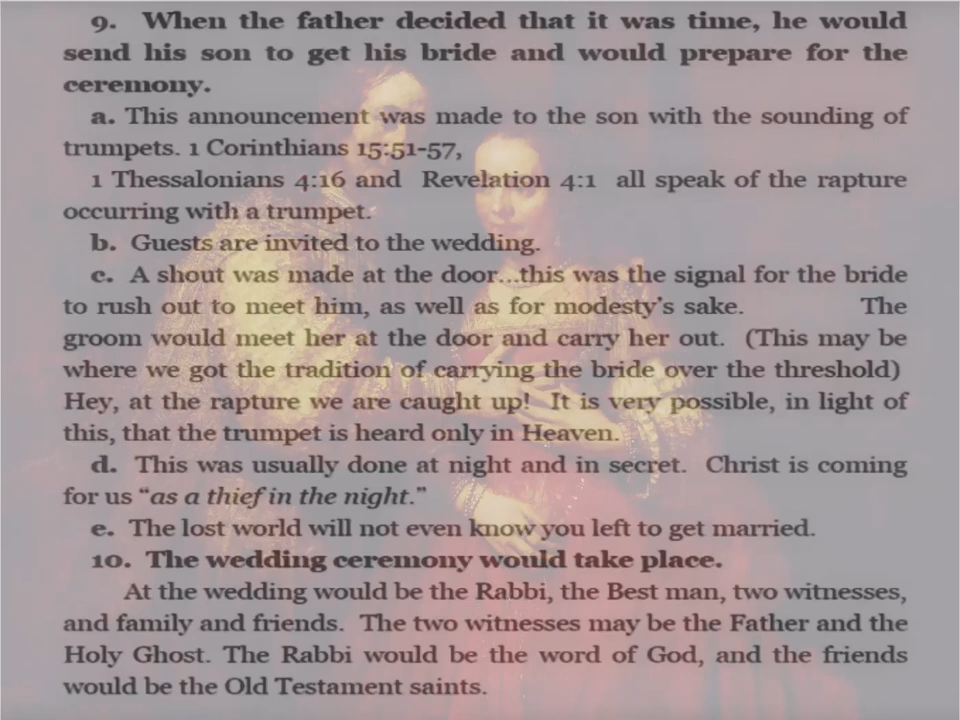 9. When the father decided that it was time, he would
send his son to get his bride and would prepare for the
ceremony.
a. This announcement was made to the son with the sounding of
trumpets. 1 Corinthians 15:51-57,
1 Thessalonians 4:16 and Revelation 4:1 all speak of the rapture
occurring with a trumpet.
b. Guests are invited to the wedding.
c. A shout was made at the door...this was the signal for the bride
to rush out to meet him, as well as for modesty's sake. The
groom would meet her at the door and carry her out. (This may be
where we got the tradition of carrying the bride over the threshold)
Hey, at the rapture we are caught up! It is very possible, in light of
this, that the trumpet is heard only in Heaven.
d. This was usually done at night and in secret. Christ is coming
for us “as a thief in the night.”
e. The lost world will not even know you left to get married.
10. The wedding ceremony would take place.
At the wedding would be the Rabbi, the Best man, two witnesses,
and family and friends. The two witnesses may be the Father and the
Holy Ghost. The Rabbi would be the word of God, and the friends
would be the Old Testament saints.